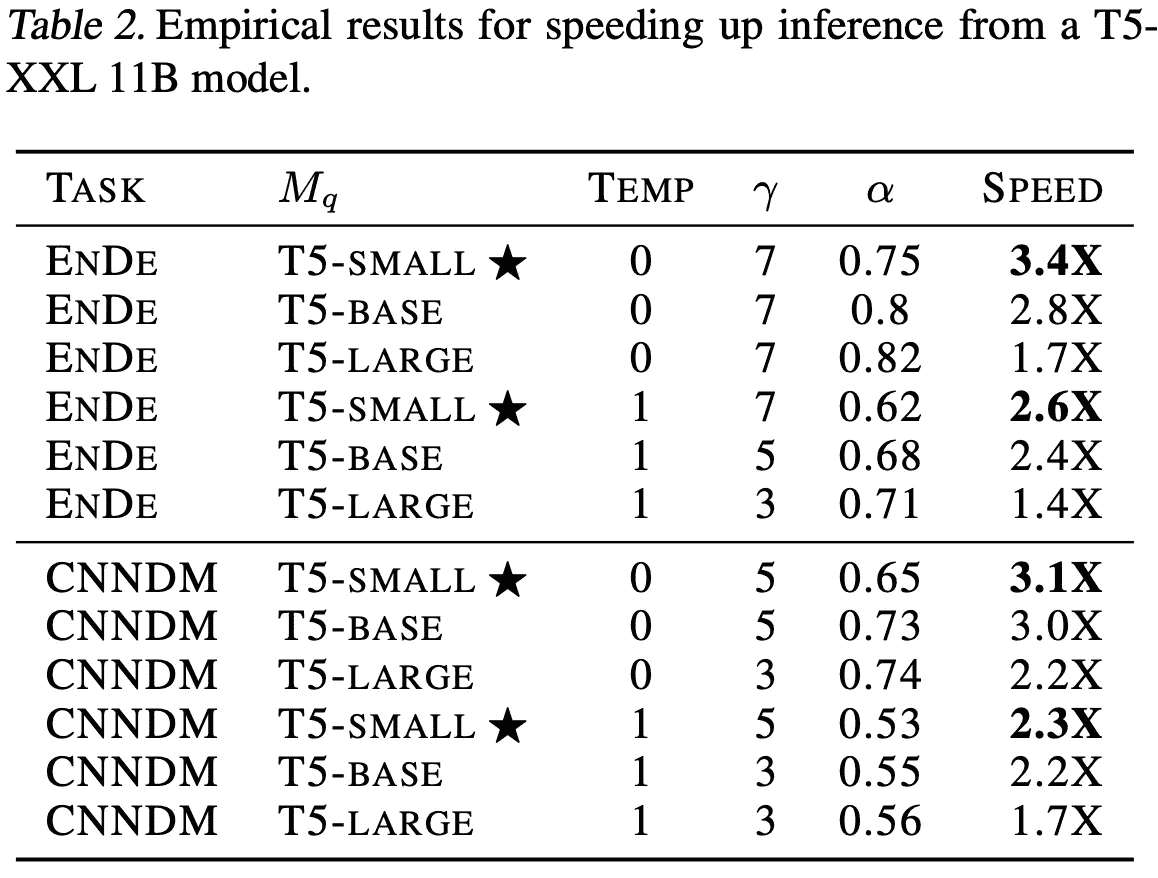 Table 2. Empirical results for speeding up inference from a T5-
XXL 11B model.
TASK M_q TEMP γ α SPEED
ENDE T5-SMALL ★ 0 7 0.75 3.4X
ENDE T5-BASE 0 7 0.8 2.8X
ENDE T5-LARGE 0 7 0.82 1.7X
ENDE T5-SMALL ★ 1 7 0.62 2.6X
ENDE T5-BASE 1 5 0.68 2.4X
ENDE T5-LARGE 1 3 0.71 1.4X
CNNDM T5-SMALL ★ 0 5 0.65 3.1X
CNNDM T5-BASE 0 5 0.73 3.0X
CNNDM T5-LARGE 0 3 0.74 2.2X
CNNDM T5-SMALL ★ 1 5 0.53 2.3X
CNNDM T5-BASE 1 3 0.55 2.2X
CNNDM T5-LARGE 1 3 0.56 1.7X